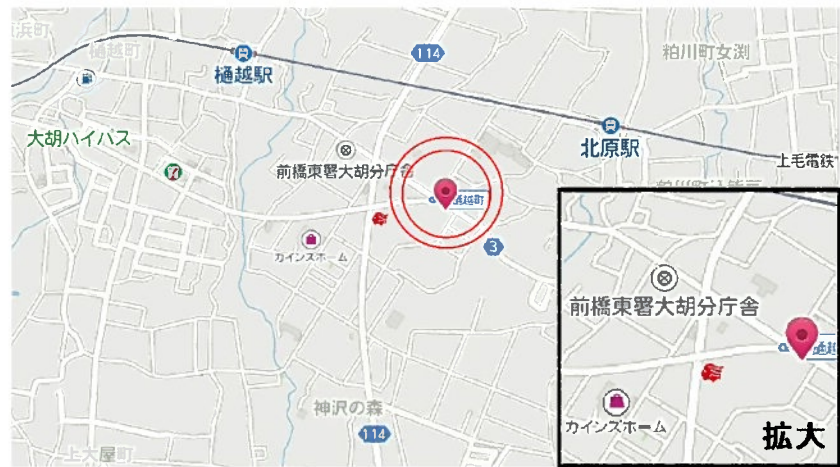 樋越町
114
粕川町女渕
樋越駅
大胡ハイパス
北原駅
前橋東署大胡分庁舎
上毛電鉄
樋越町
3
カインズホーム
前橋東署大胡分庁舎
樋越
神沢の森
カインズホーム
114
上大屋町
拡大